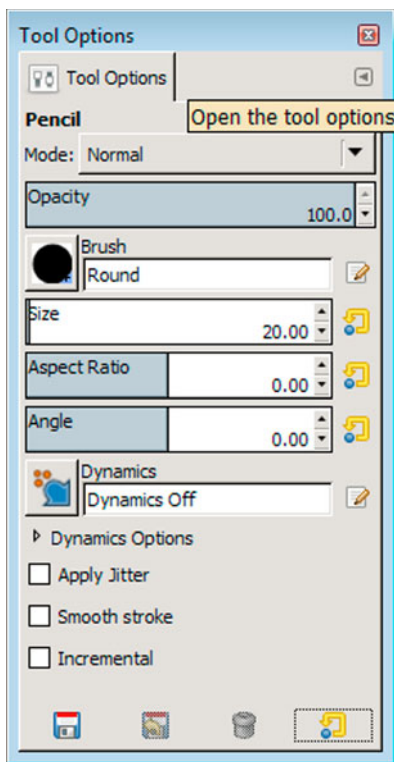 Tool Options
Tool Options
Pencil
Open the tool options
Mode: Normal
Opacity
100.0
Brush
Round
Size
20.00
Aspect Ratio
0.00
Angle
0.00
Dynamics
Dynamics Off
Dynamics Options
Apply Jitter
Smooth stroke
Incremental